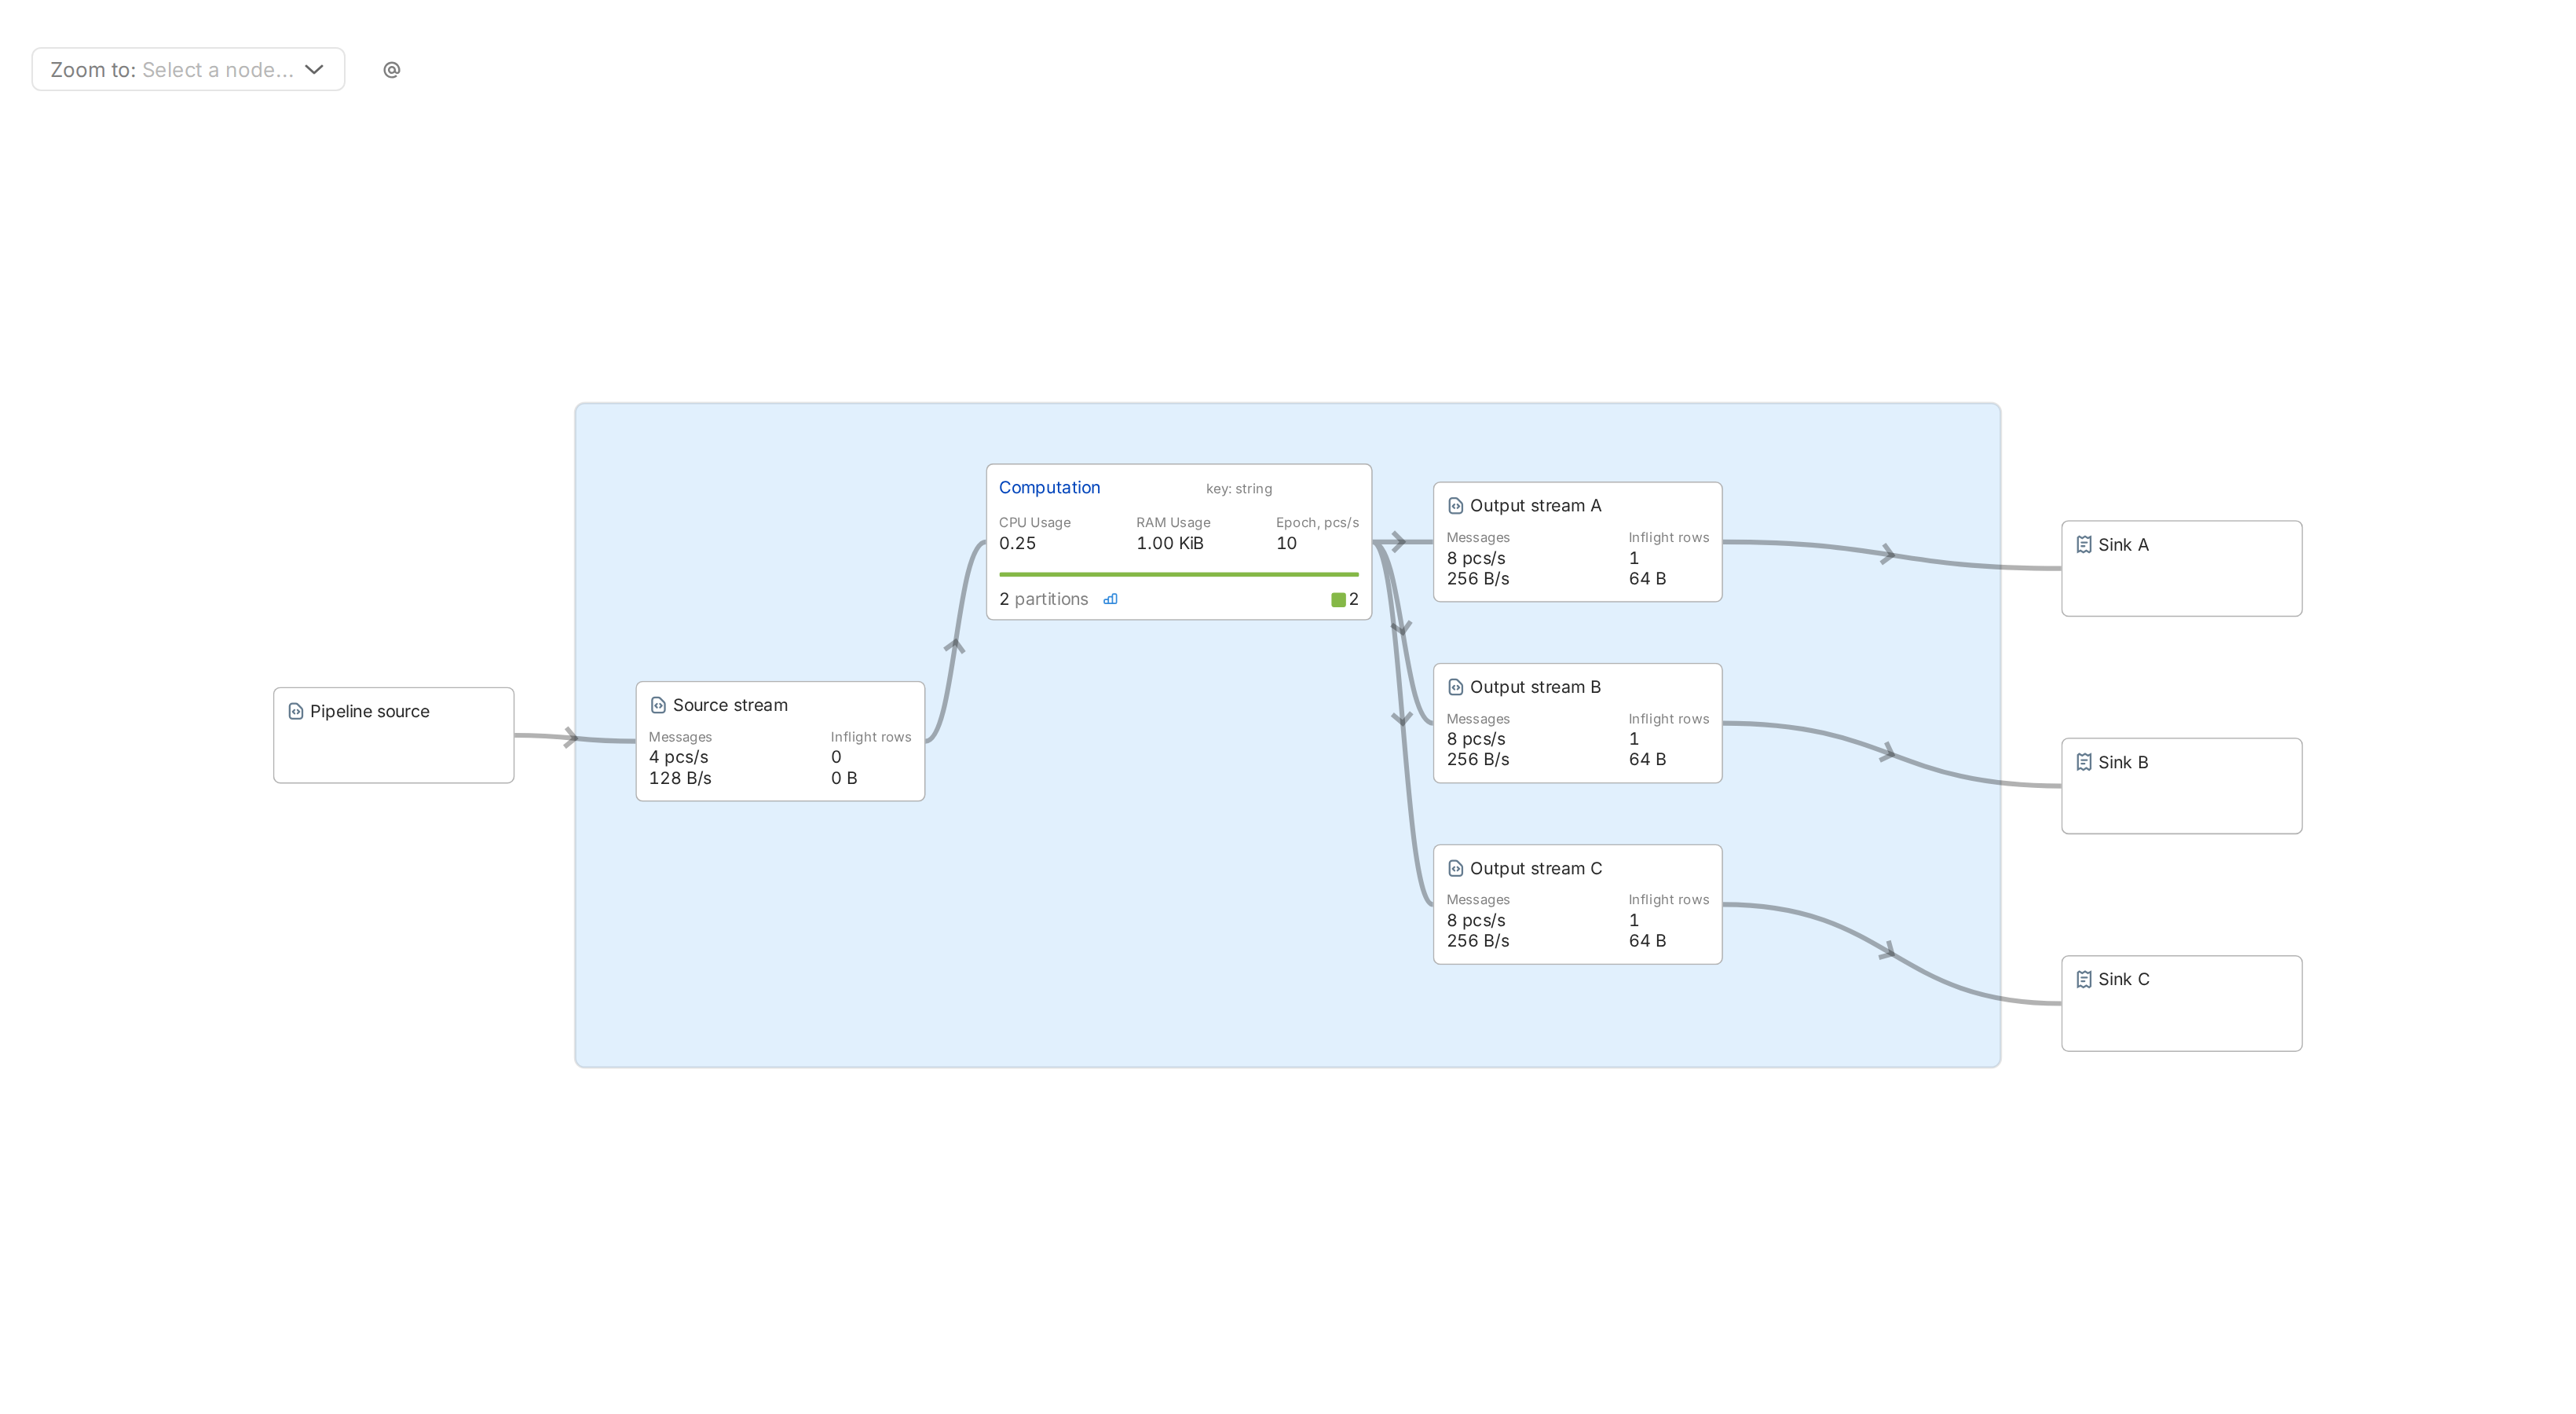 Zoom to: Select a node...
@
Pipeline source
Source stream
Messages Inflight rows
4 pcs/s 0
128 B/s 0 B
Computation key: string
CPU Usage RAM Usage Epoch, pcs/s
0.25 1.00 KiB 10
2 partitions 2
Output stream A
Messages Inflight rows
8 pcs/s 1
256 B/s 64 B
Output stream B
Messages Inflight rows
8 pcs/s 1
256 B/s 64 B
Output stream C
Messages Inflight rows
8 pcs/s 1
256 B/s 64 B
Sink A
Sink B
Sink C